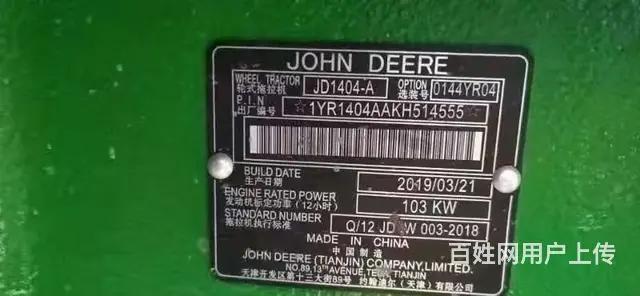 JOHN DEERE
WHEEL TRACTOR JD1404-A OPTION 0144YR04
轮式拖拉机 选装号
P.I.N ☆1YR1404AAKH514555☆
出厂编号
BUILD DATE 2019/03/21
生产日期
ENGINE RATED POWER 103 KW
发动机标定功率(12小时)
STANDARD NUMBER Q/12 JD W 003-2018
拖拉机执行标准
MADE IN CHINA
中国制造
JOHN DEERE (TIANJIN) COMPANY,LIMITED.
NO.89,13TH AVENUE,TEDA,TIANJIN
天津开发区第十三大街89号 约翰迪尔(天津)有限公司
百姓网用户上传